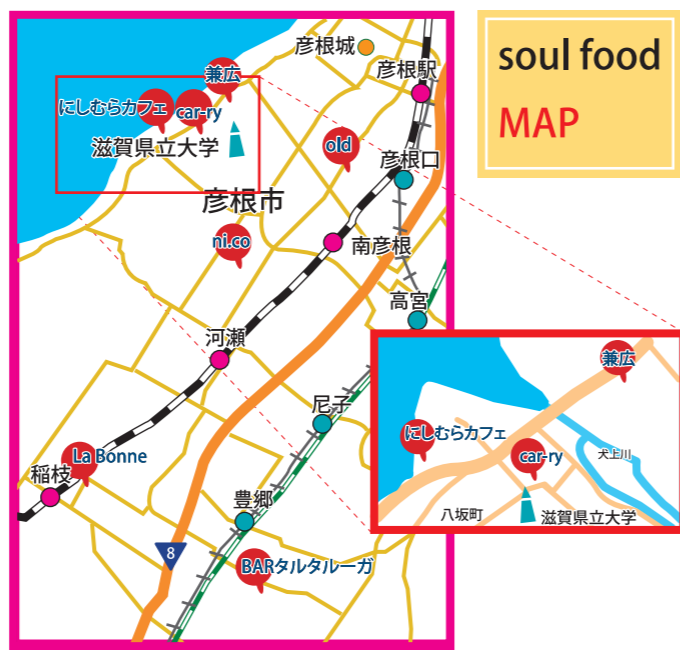 soul food
MAP
彦根城
兼広
彦根駅
にしむらカフェ
car-ry
滋賀県立大学
old
彦根口
彦根市
ni.co
南彦根
高宮
河瀬
尼子
La Bonne
稲枝
豊郷
8
BARタルタルーガ
兼広
にしむらカフェ
car-ry
犬上川
八坂町
滋賀県立大学